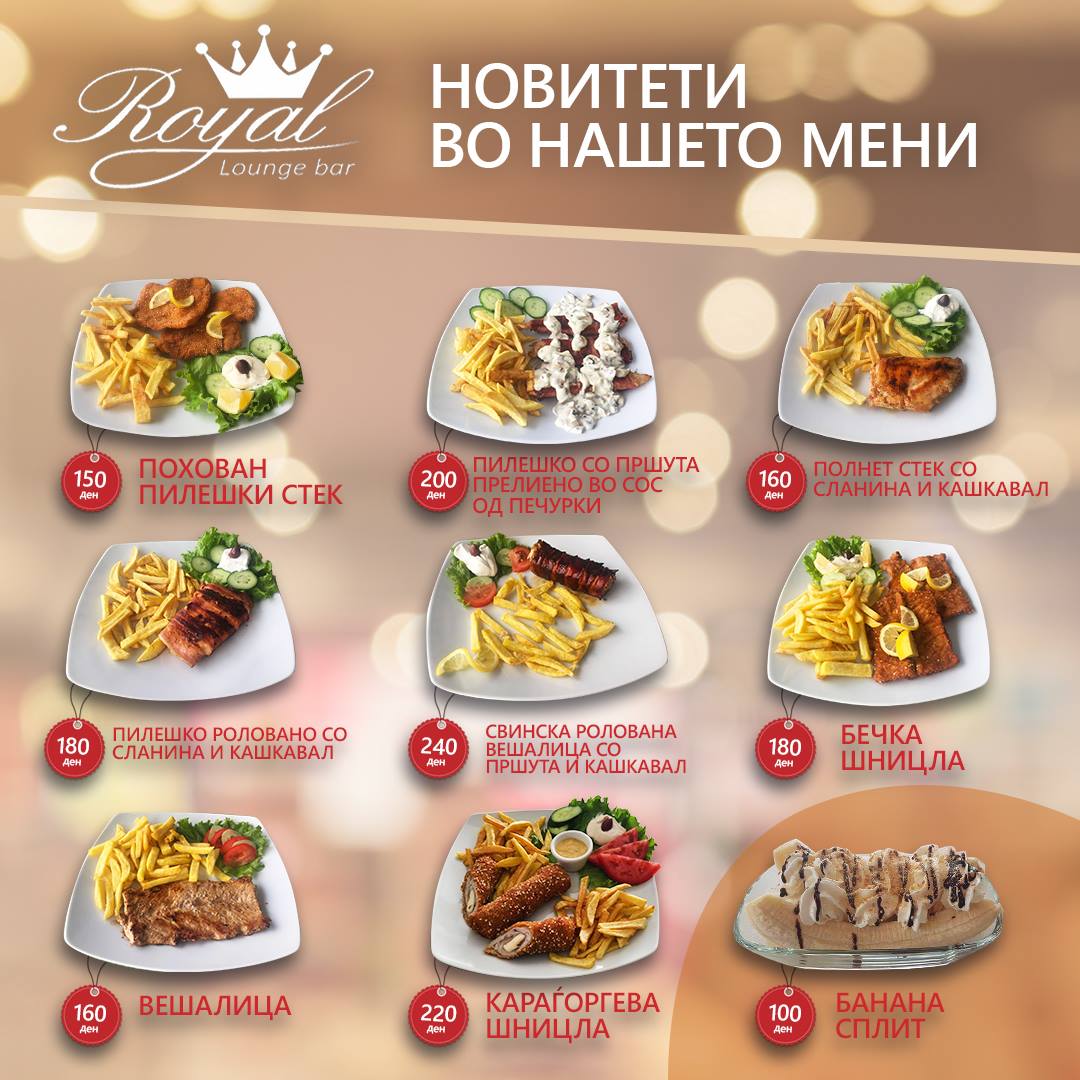 Royal
Lounge bar
НОВИТЕТИ
ВО НАШЕТО МЕНИ
150
ден
ПОХОВАН
ПИЛЕШКИ СТЕК
200
ден
ПИЛЕШКО СО ПРШУТА
ПРЕЛИЕНО ВО СОС
ОД ПЕЧУРКИ
160
ден
ПОЛНЕТ СТЕК СО
СЛАНИНА И КАШКАВАЛ
180
ден
ПИЛЕШКО РОЛОВАНО СО
СЛАНИНА И КАШКАВАЛ
240
ден
СВИНСКА РОЛОВАНА
ВЕШАЛИЦА СО
ПРШУТА И КАШКАВАЛ
180
ден
БЕЧКА
ШНИЦЛА
160
ден
ВЕШАЛИЦА
220
ден
КАРАЃОРГЕВА
ШНИЦЛА
100
ден
БАНАНА
СПЛИТ